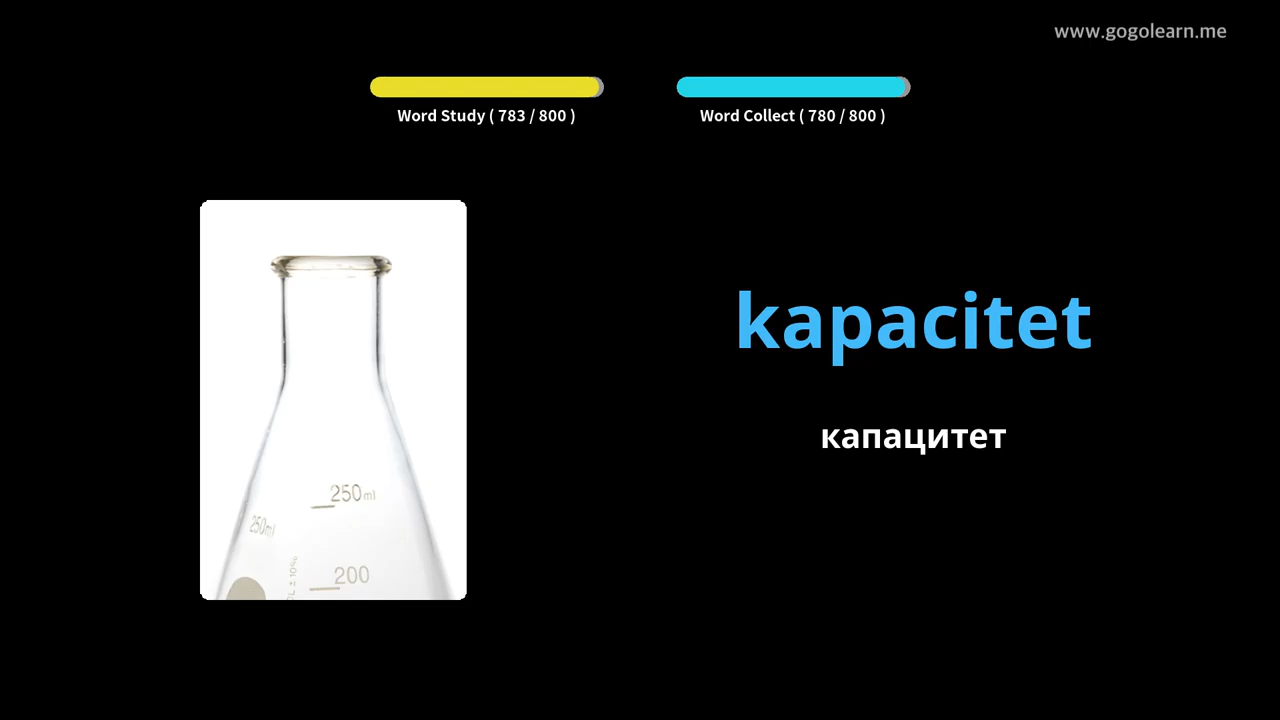 www.gogolearn.me
Word Study ( 783 / 800 )
Word Collect ( 780 / 800 )
kapacitet
капацитет
250ml
250ml
200